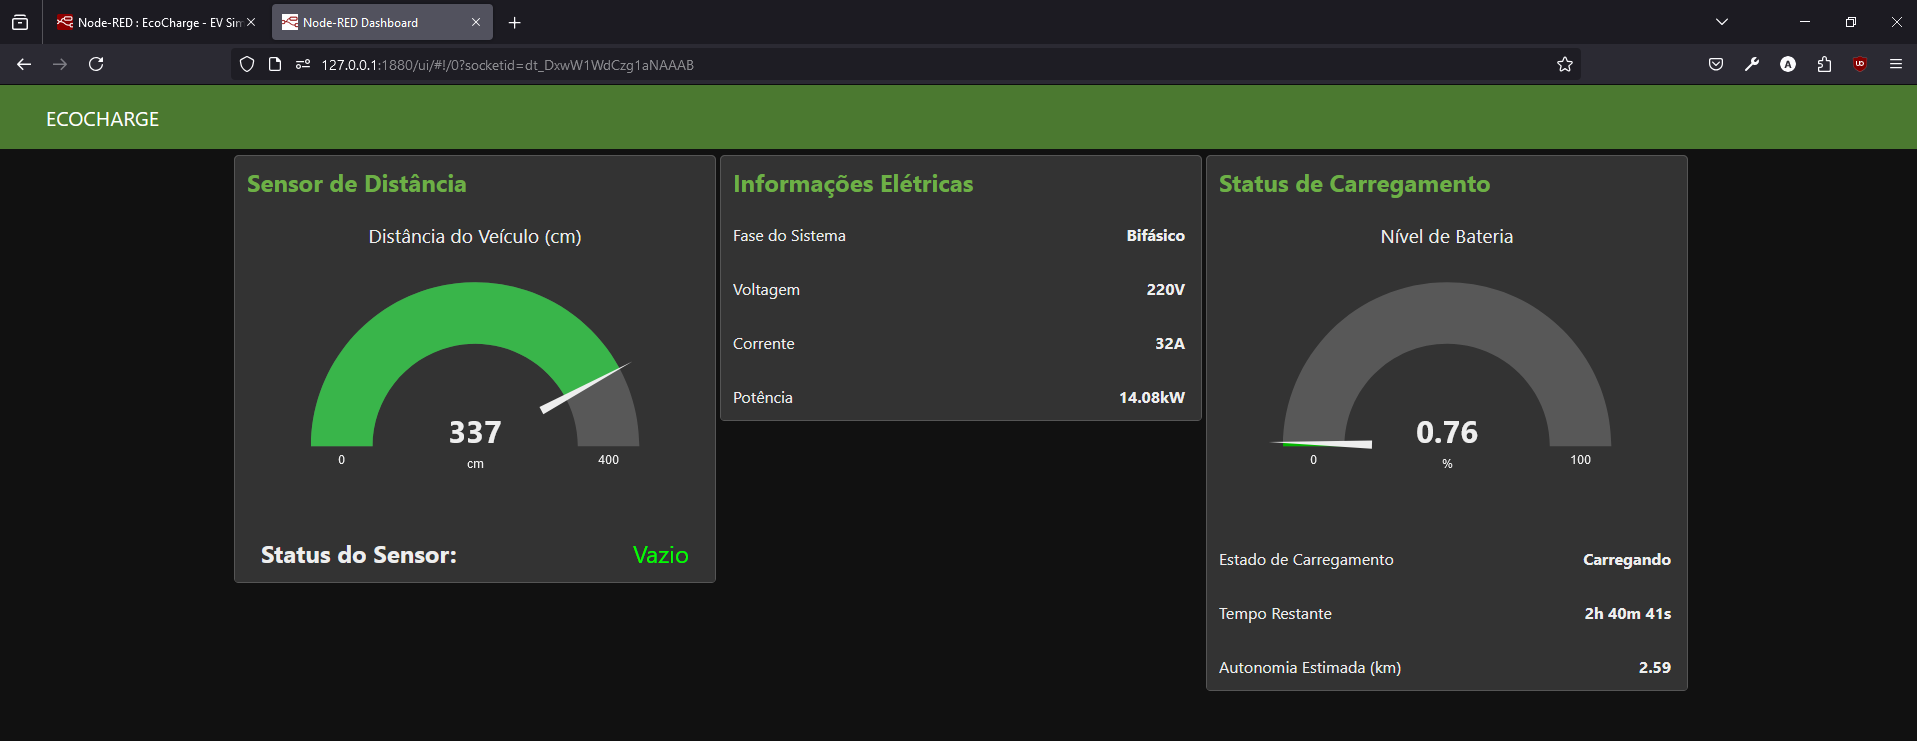 Node-RED : EcoCharge - EV Sim
Node-RED Dashboard
127.0.0.1:1880/ui/#!/0?socketid=dt_DxwW1WdCzg1aNAAAB
ECOCHARGE
Sensor de Distância
Distância do Veículo (cm)
337
0
cm
400
Status do Sensor: Vazio
Informações Elétricas
Fase do Sistema Bifásico
Voltagem 220V
Corrente 32A
Potência 14.08kW
Status de Carregamento
Nível de Bateria
0.76
0
%
100
Estado de Carregamento Carregando
Tempo Restante 2h 40m 41s
Autonomia Estimada (km) 2.59